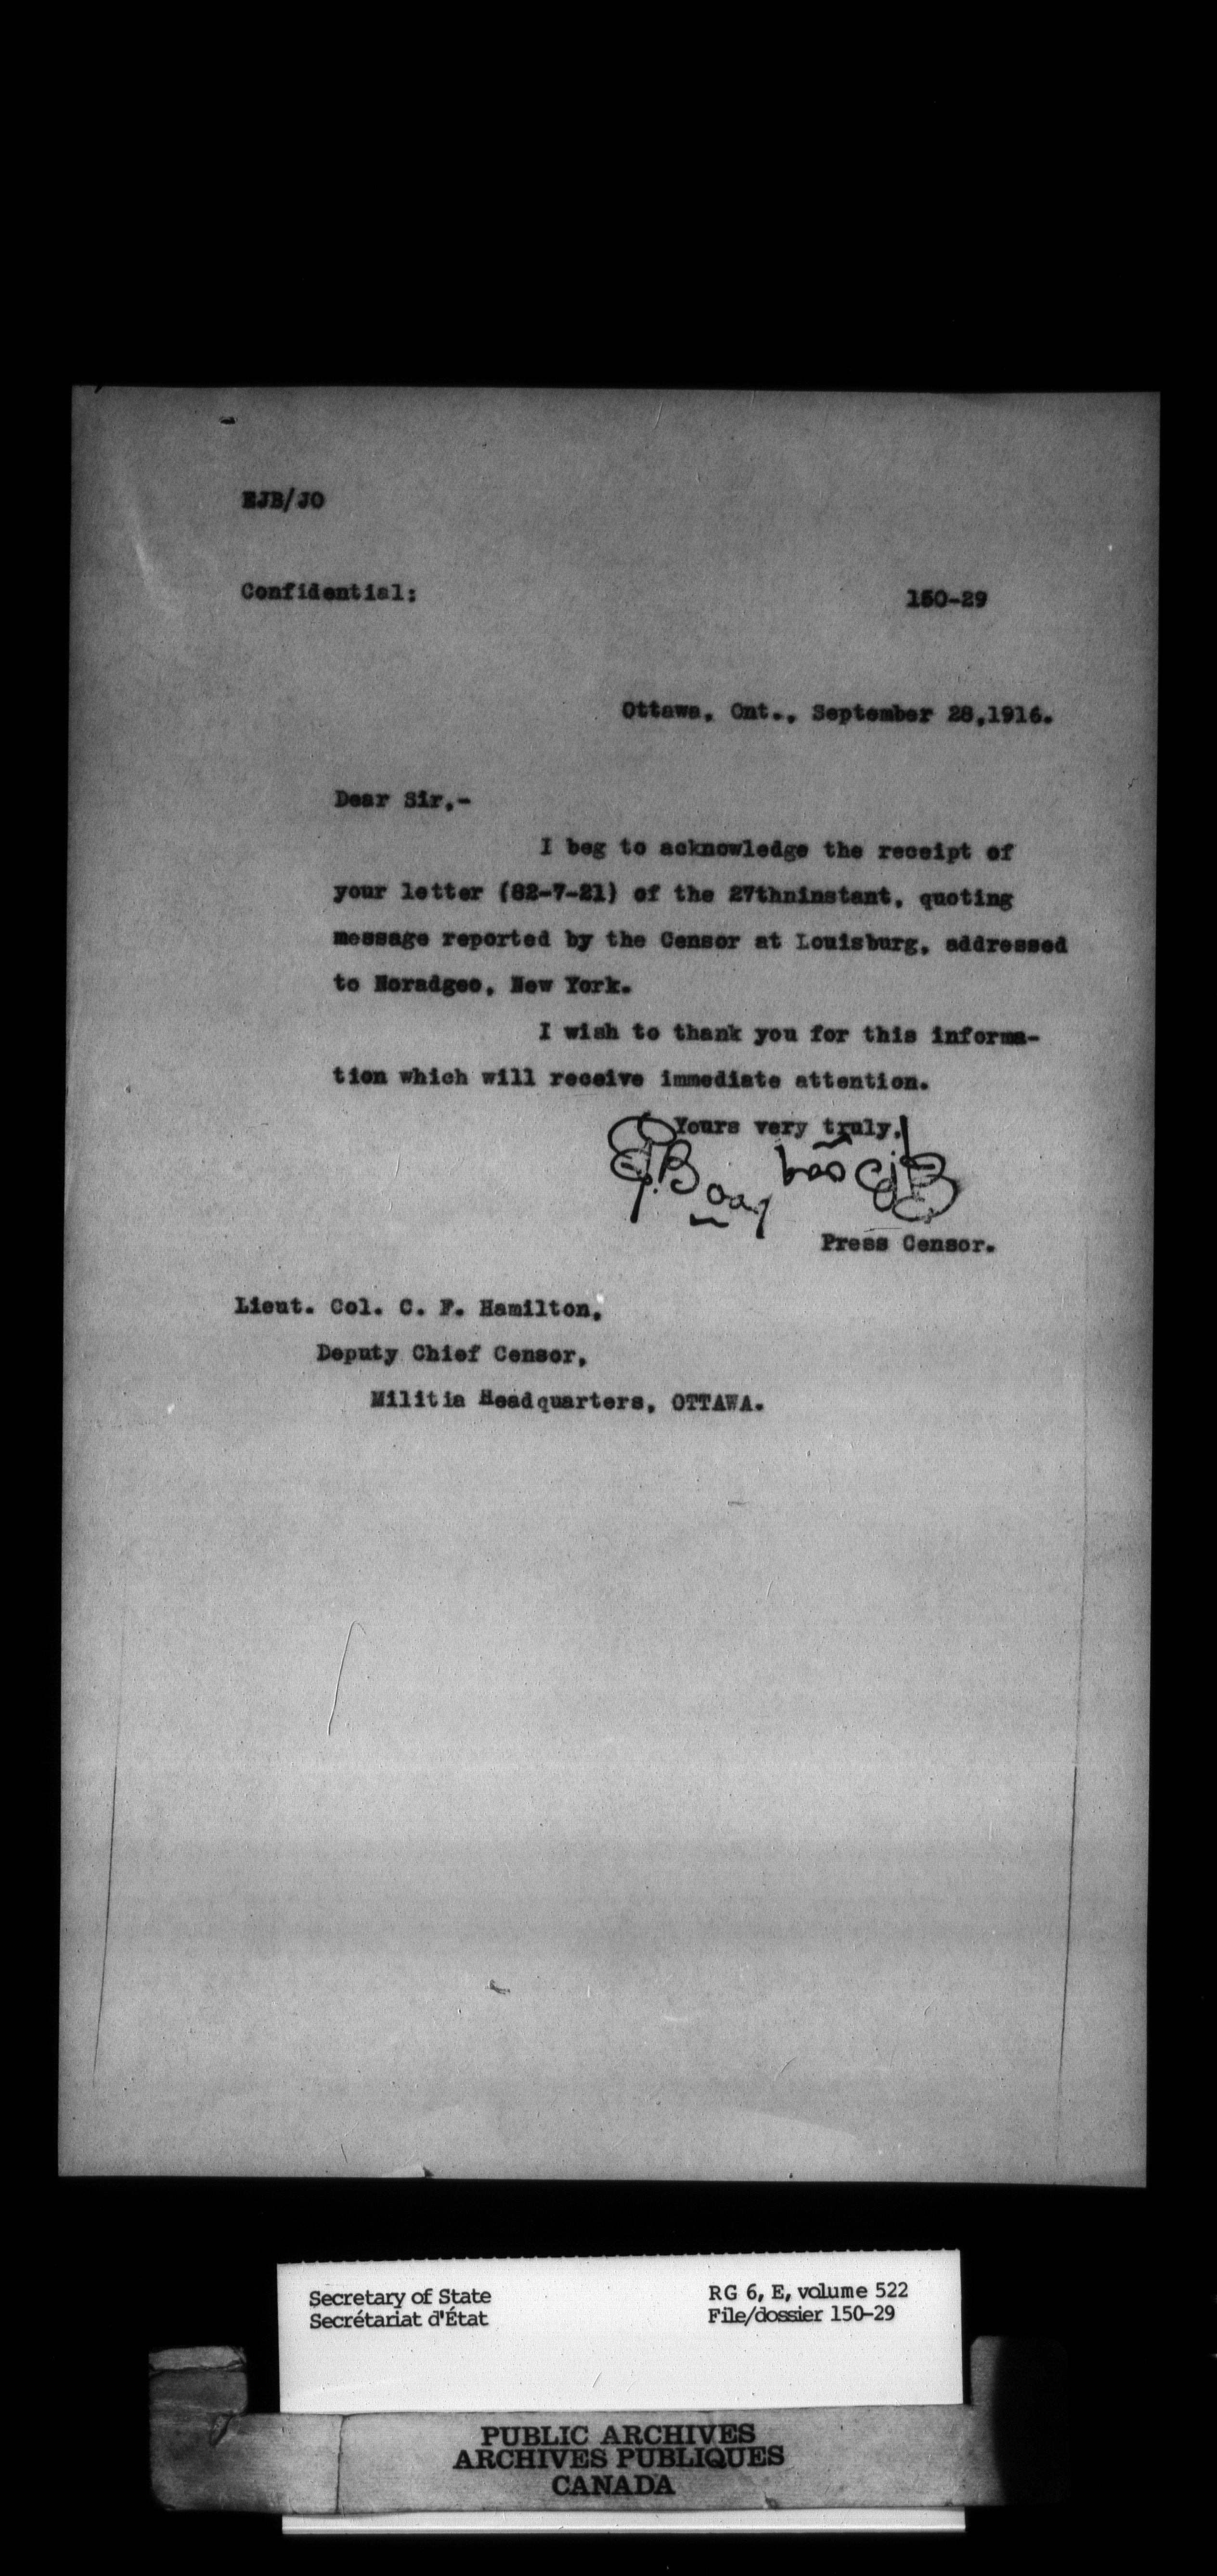 EJB/JO
Confidential:
150-29
Ottawa, Ont., September 28,1916.
Dear Sir,-
I beg to acknowledge the receipt of
your letter (82-7-21) of the 27thninstant, quoting
message reported by the Censor at Louisburg, addressed
to Noradgeo, New York.
I wish to thank you for this informa-
tion which will receive immediate attention.
Yours very truly,
Press Censor.
Lieut. Col. C. F. Hamilton,
Deputy Chief Censor,
Militia Headquarters, OTTAWA.
Secretary of State
Secrétariat d'État
RG 6, E, volume 522
File/dossier 150-29
PUBLIC ARCHIVES
ARCHIVES PUBLIQUES
CANADA